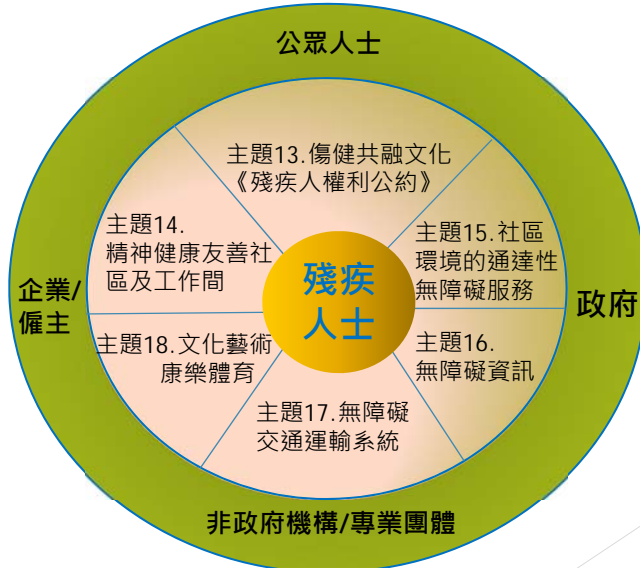 公眾人士
主題13.傷健共融文化
《殘疾人權利公約》
主題14.
精神健康友善社
區及工作間
主題15.社區
環境的通達性
無障礙服務
殘疾
人士
企業/
僱主
政府
主題18.文化藝術
康樂體育
主題16.
無障礙資訊
主題17.無障礙
交通運輸系統
非政府機構/專業團體